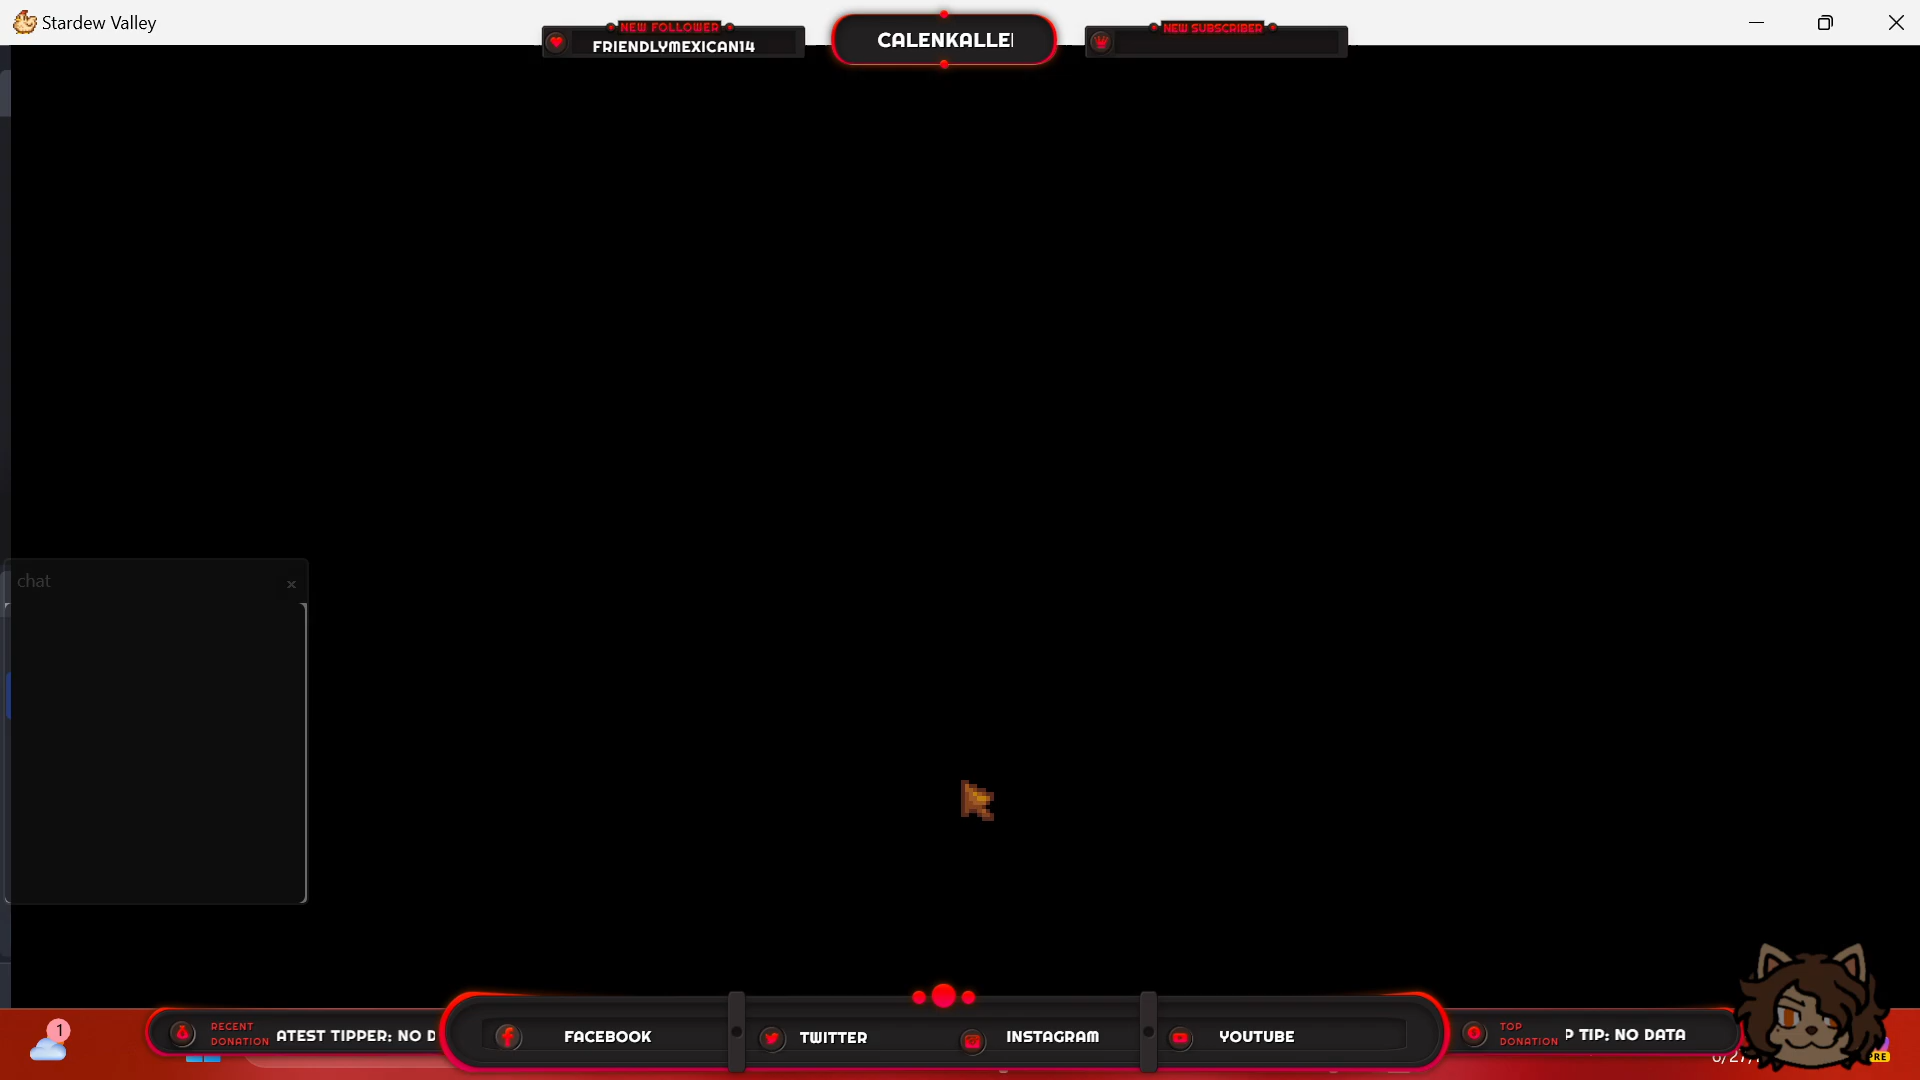 Stardew Valley
NEW FOLLOWER
FRIENDLYMEXICAN14
CALENKALLE
NEW SUBSCRIBER
chat
1
RECENT
DONATION
ATEST TIPPER: NO D
FACEBOOK
TWITTER
INSTAGRAM
YOUTUBE
TOP
DONATION
P TIP: NO DATA
PRE